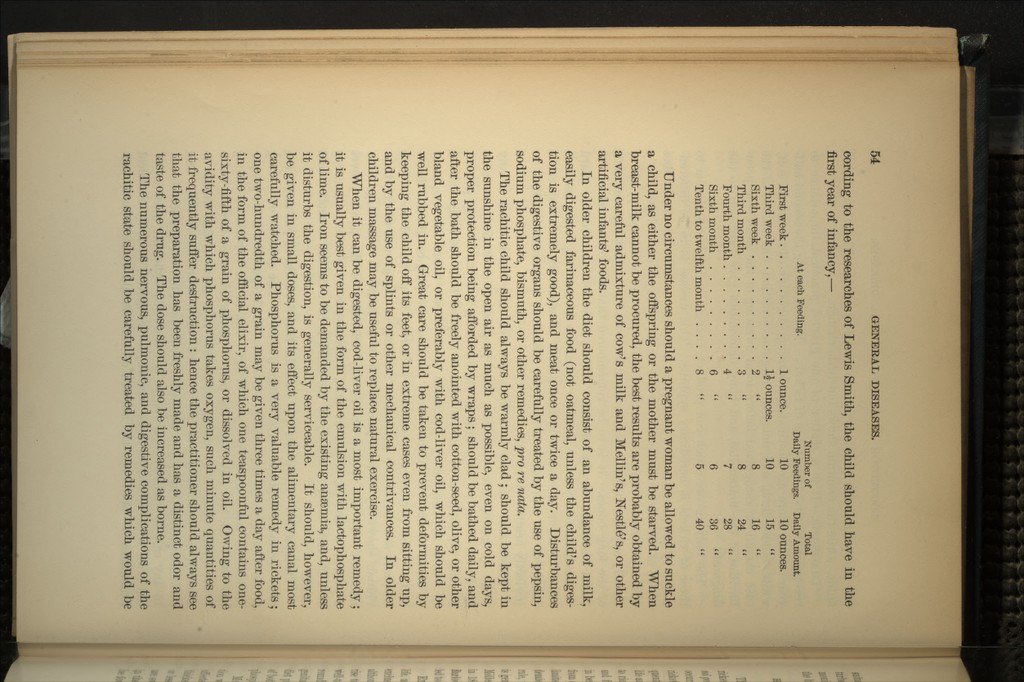 54 GENERAL DISEASES.
cording to the researches of Lewis Smith, the child should have in the
first year of infancy,—
At each Feeding. Number of Daily Feedings. Total Daily Amount.
First week . . . . . . . . . 1 ounce. 10 10 ounces.
Third week . . . . . . . . . 1½ ounces. 10 15 “
Sixth week . . . . . . . . . 2 “ 8 16 “
Third month . . . . . . . . 3 “ 8 24 “
Fourth month . . . . . . . . 4 “ 7 28 “
Sixth month . . . . . . . . 6 “ 6 36 “
Tenth to twelfth month . . . . 8 “ 5 40 “
Under no circumstances should a pregnant woman be allowed to suckle
a child, as either the offspring or the mother must be starved. When
breast-milk cannot be procured, the best results are probably obtained by
a very careful admixture of cow's milk and Mellin's, Nestlé's, or other
artificial infants' foods.
In older children the diet should consist of an abundance of milk,
easily digested farinaceous food (not oatmeal, unless the child's diges-
tion is extremely good), and meat once or twice a day. Disturbances
of the digestive organs should be carefully treated by the use of pepsin,
sodium phosphate, bismuth, or other remedies, pro re nata.
The rachitic child should always be warmly clad; should be kept in
the sunshine in the open air as much as possible, even on cold days,
proper protection being afforded by wraps; should be bathed daily, and
after the bath should be freely anointed with cotton-seed, olive, or other
bland vegetable oil, or preferably with cod-liver oil, which should be
well rubbed in. Great care should be taken to prevent deformities by
keeping the child off its feet, or in extreme cases even from sitting up,
and by the use of splints or other mechanical contrivances. In older
children massage may be useful to replace natural exercise.
When it can be digested, cod-liver oil is a most important remedy;
it is usually best given in the form of the emulsion with lactophosphate
of lime. Iron seems to be demanded by the existing anæmia, and, unless
it disturbs the digestion, is generally serviceable. It should, however,
be given in small doses, and its effect upon the alimentary canal most
carefully watched. Phosphorus is a very valuable remedy in rickets;
one two-hundredth of a grain may be given three times a day after food,
in the form of the official elixir, of which one teaspoonful contains one-
sixty-fifth of a grain of phosphorus, or dissolved in oil. Owing to the
avidity with which phosphorus takes oxygen, such minute quantities of
it frequently suffer destruction: hence the practitioner should always see
that the preparation has been freshly made and has a distinct odor and
taste of the drug. The dose should also be increased as borne.
The numerous nervous, pulmonic, and digestive complications of the
rachitic state should be carefully treated by remedies which would be